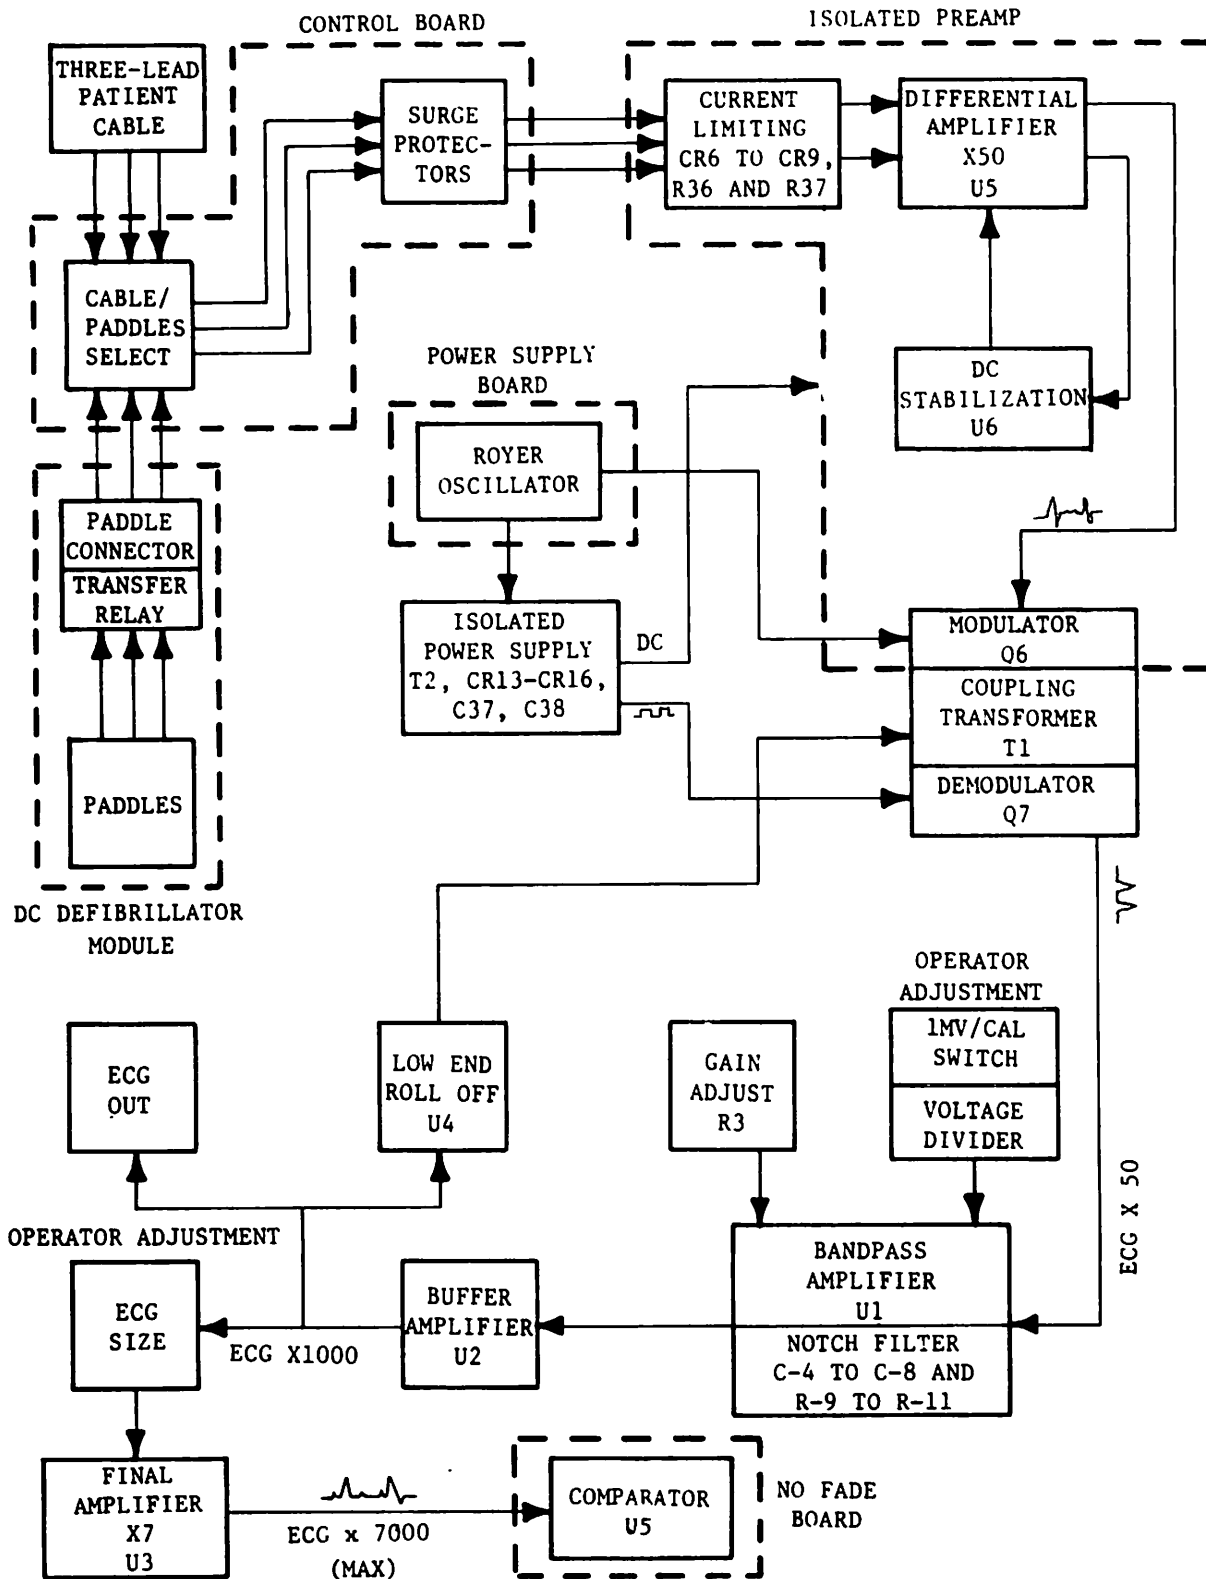 CONTROL BOARD
ISOLATED PREAMP
THREE-LEAD
PATIENT
CABLE
SURGE
PROTEC-
TORS
CURRENT
LIMITING
CR6 TO CR9,
R36 AND R37
DIFFERENTIAL
AMPLIFIER
X50
U5
CABLE/
PADDLES
SELECT
POWER SUPPLY
BOARD
ROYER
OSCILLATOR
DC
STABILIZATION
U6
PADDLE
CONNECTOR
TRANSFER
RELAY
ISOLATED
POWER SUPPLY
T2, CR13-CR16,
C37, C38
DC
MODULATOR
Q6
COUPLING
TRANSFORMER
T1
DEMODULATOR
Q7
PADDLES
DC DEFIBRILLATOR
MODULE
OPERATOR
ADJUSTMENT
1MV/CAL
SWITCH
VOLTAGE
DIVIDER
ECG
OUT
LOW END
ROLL OFF
U4
GAIN
ADJUST
R3
ECG X 50
OPERATOR ADJUSTMENT
ECG
SIZE
ECG X1000
BUFFER
AMPLIFIER
U2
BANDPASS
AMPLIFIER
U1
NOTCH FILTER
C-4 TO C-8 AND
R-9 TO R-11
FINAL
AMPLIFIER
X7
U3
ECG x 7000
(MAX)
COMPARATOR
U5
NO FADE
BOARD